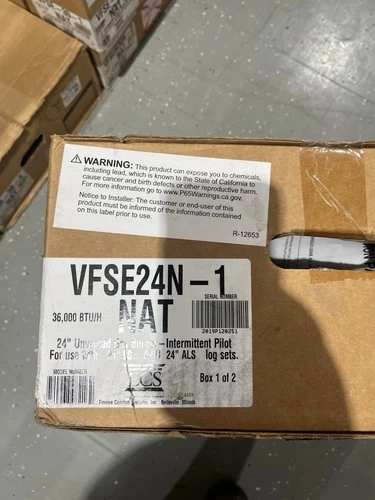 WARNING: This product can expose you to chemicals,
including lead, which is known to the State of California to
cause cancer and birth defects or other reproductive harm.
For more information go to www.P65Warnings.ca.gov.
Notice to Installer: The customer or end-user of this
product must be informed of the information contained
on this label prior to use.
R-12653
VFSE24N-1
NAT
SERIAL NUMBER
36,000 BTU/H
2019P120251
24" Intermittent Pilot
For use 24" ALS log sets.
MODEL NUMBER
ECS
Box 1 of 2